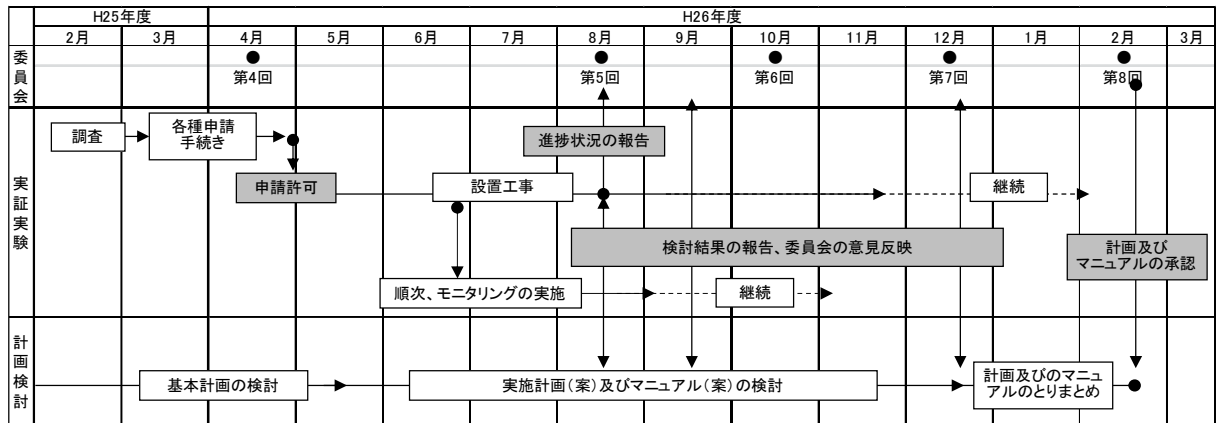 H25年度
H26年度
2月
3月
4月
5月
6月
7月
8月
9月
10月
11月
12月
1月
2月
3月
委員会
第4回
第5回
第6回
第7回
第8回
実証実験
調査
各種申請
手続き
進捗状況の報告
申請許可
設置工事
継続
検討結果の報告、委員会の意見反映
計画及び
マニュアルの承認
順次、モニタリングの実施
継続
計画検討
基本計画の検討
実施計画(案)及びマニュアル(案)の検討
計画及びのマニュ
アルのとりまとめ